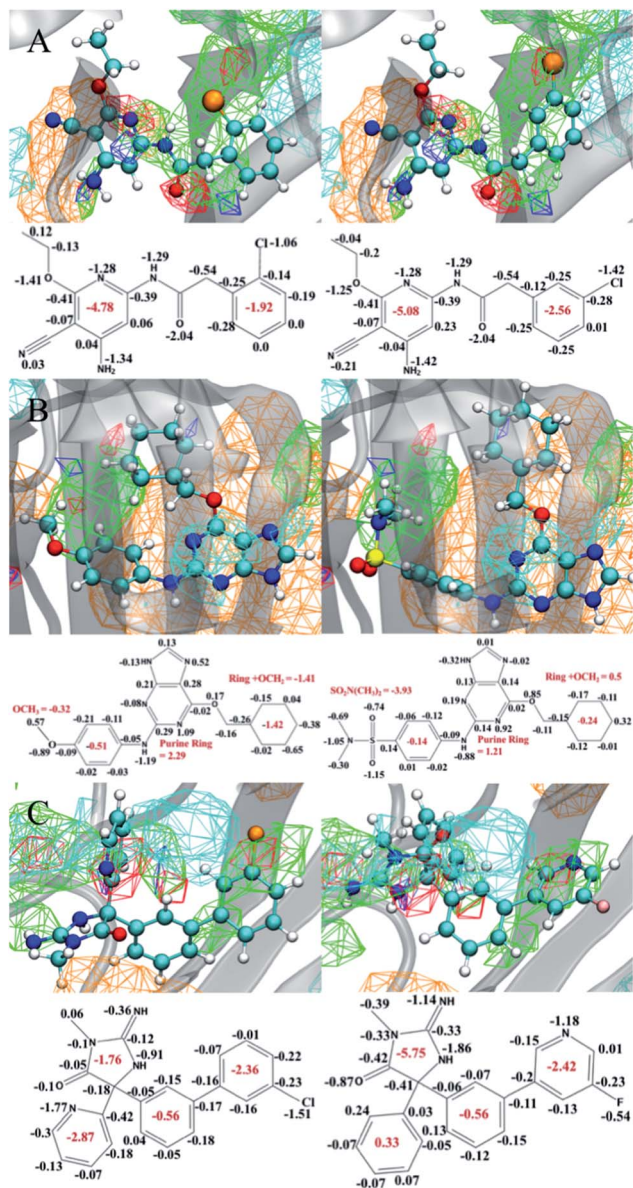 A
0.12
-0.13
-1.41 O
-1.28 N
-1.29 H N
-0.54
Cl -1.06
-0.14
-0.19
0.0
0.0
-0.28
-0.25
-1.92
-0.41
-4.78
-0.39
O -2.04
-0.07
0.06
0.04
N 0.03
-1.34 NH2
-0.04
-0.2
-1.25 O
-1.28 N
-1.29 H N
-0.54
-0.12
-0.25
-1.42 Cl
-0.28
-2.56
0.01
-0.25
-0.25
-0.41
-5.08
-0.39
O -2.04
-0.07
0.23
-0.04
N -0.21
-1.42 NH2
B
0.13
-0.13 HN
N 0.52
0.21
0.28
-0.08 N
-0.02
0.17 O
Ring +OCH2 = -1.41
-0.15
0.04
-0.26
-1.42
-0.38
-0.16
-0.02
-0.65
OCH3 = -0.32
0.57
-0.89 O
-0.09
-0.21
-0.11
-0.51
-0.02
-0.03
-0.05
N H -1.19
0.29
N 1.09
Purine Ring
= 2.29
0.01
-0.32 HN
N -0.02
0.13
0.14
0.19 N
0.02
0.85 O
Ring +OCH2 = 0.5
-0.17
-0.11
-0.15
-0.24
-0.32
-0.11
-0.12
-0.01
SO2N(CH3)2 = -3.93
-0.69
-0.74 O
-1.05 N
S
-0.30
O -1.15
0.14
-0.06
-0.12
-0.14
0.01
-0.02
-0.09
N H -0.88
0.14
N 0.92
Purine Ring
= 1.21
C
0.06
-0.36 NH
-0.1 N
-0.12
-0.05
-1.76
-0.91 NH
-0.10 O
-0.18
-0.05
-0.15
-0.16
-0.07
-0.01
-2.36
-0.22
-0.23
Cl -1.51
-0.16
-0.17
-0.56
-0.18
-0.05
0.04
-1.77 N
-0.42
-0.3
-2.87
-0.18
-0.13
-0.07
-0.39
-1.14 NH
-0.33 N
-0.33
-0.42
-5.75
-1.86 NH
-0.87 O
-0.41
-0.06
-0.07
-0.2
-0.15
-1.18 N
0.01
-2.42
-0.23
F -0.54
-0.13
-0.11
-0.56
-0.15
-0.12
0.13
0.24
0.03
-0.07
0.33
-0.05
-0.07
0.07